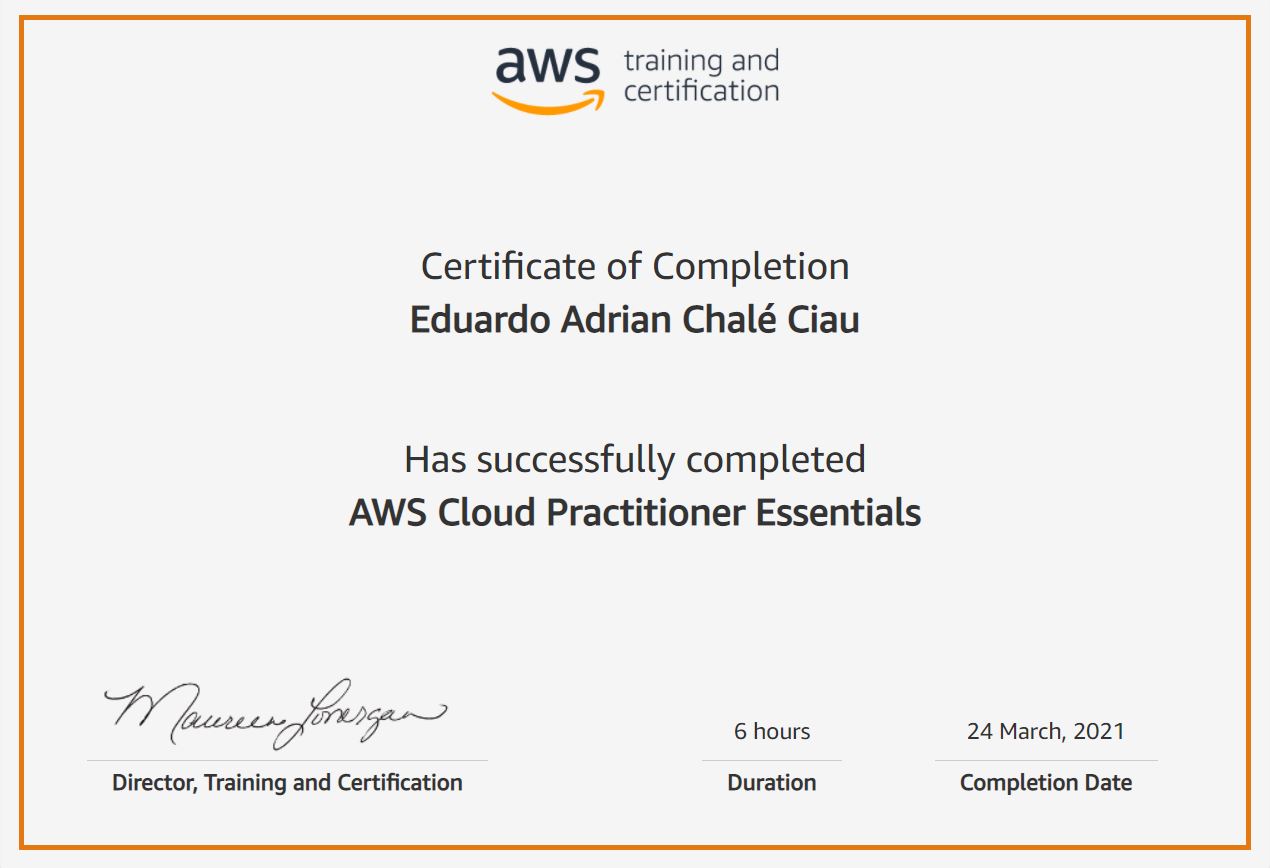 aws training and
certification
Certificate of Completion
Eduardo Adrian Chalé Ciau
Has successfully completed
AWS Cloud Practitioner Essentials
Maureen Lonergan
Director, Training and Certification
6 hours
Duration
24 March, 2021
Completion Date